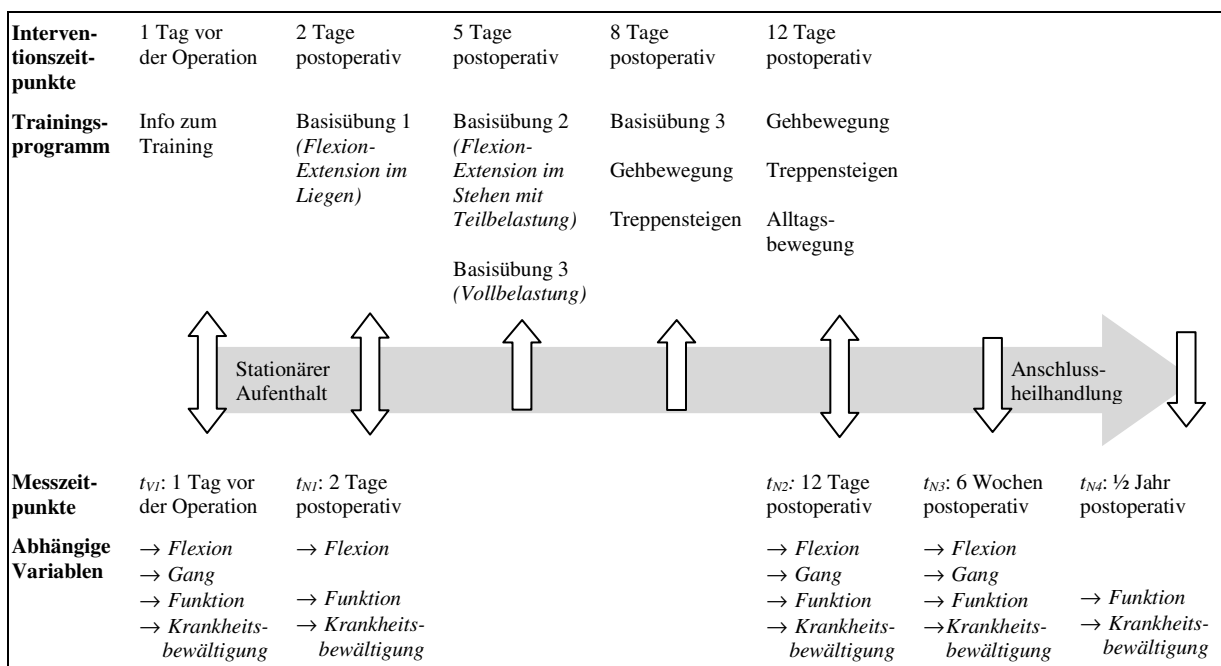 Interven-
tionszeit-
punkte
1 Tag vor
der Operation
2 Tage
postoperativ
5 Tage
postoperativ
8 Tage
postoperativ
12 Tage
postoperativ
Trainings-
programm
Info zum
Training
Basisübung 1
(Flexion-
Extension im
Liegen)
Basisübung 2
(Flexion-
Extension im
Stehen mit
Teilbelastung)
Basisübung 3
(Vollbelastung)
Basisübung 3
Gehbewegung
Treppensteigen
Gehbewegung
Treppensteigen
Alltags-
bewegung
Stationärer
Aufenthalt
Anschluss-
heilhandlung
Messzeit-
punkte
tV1: 1 Tag vor
der Operation
tN1: 2 Tage
postoperativ
tN2: 12 Tage
postoperativ
tN3: 6 Wochen
postoperativ
tN4: ½ Jahr
postoperativ
Abhängige
Variablen
→ Flexion
→ Gang
→ Funktion
→ Krankheits-
bewältigung
→ Flexion
→ Funktion
→ Krankheits-
bewältigung
→ Flexion
→ Gang
→ Funktion
→ Krankheits-
bewältigung
→ Flexion
→ Gang
→ Funktion
→Krankheits-
bewältigung
→ Funktion
→ Krankheits-
bewältigung